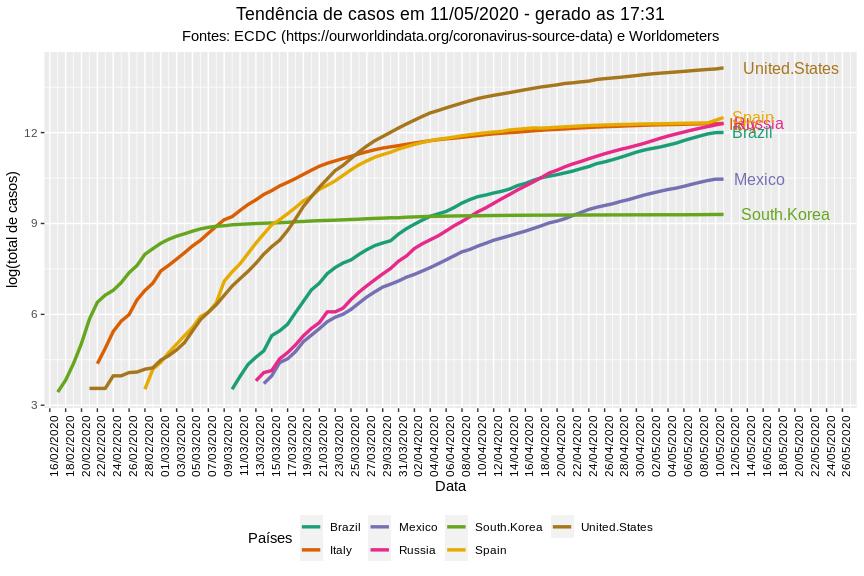 Tendência de casos em 11/05/2020 - gerado as 17:31
Fontes: ECDC (https://ourworldindata.org/coronavirus-source-data) e Worldometers
log(total de casos)
12
9
6
3
United.States
Spain
Italy
Russia
Brazil
Mexico
South.Korea
16/02/2020
18/02/2020
20/02/2020
22/02/2020
24/02/2020
26/02/2020
28/02/2020
01/03/2020
03/03/2020
05/03/2020
07/03/2020
09/03/2020
11/03/2020
13/03/2020
15/03/2020
17/03/2020
19/03/2020
21/03/2020
23/03/2020
25/03/2020
27/03/2020
29/03/2020
31/03/2020
02/04/2020
04/04/2020
06/04/2020
08/04/2020
10/04/2020
12/04/2020
14/04/2020
16/04/2020
18/04/2020
20/04/2020
22/04/2020
24/04/2020
26/04/2020
28/04/2020
30/04/2020
02/05/2020
04/05/2020
06/05/2020
08/05/2020
10/05/2020
12/05/2020
14/05/2020
16/05/2020
18/05/2020
20/05/2020
22/05/2020
24/05/2020
26/05/2020
Data
Países
Brazil
Mexico
South.Korea
United.States
Italy
Russia
Spain